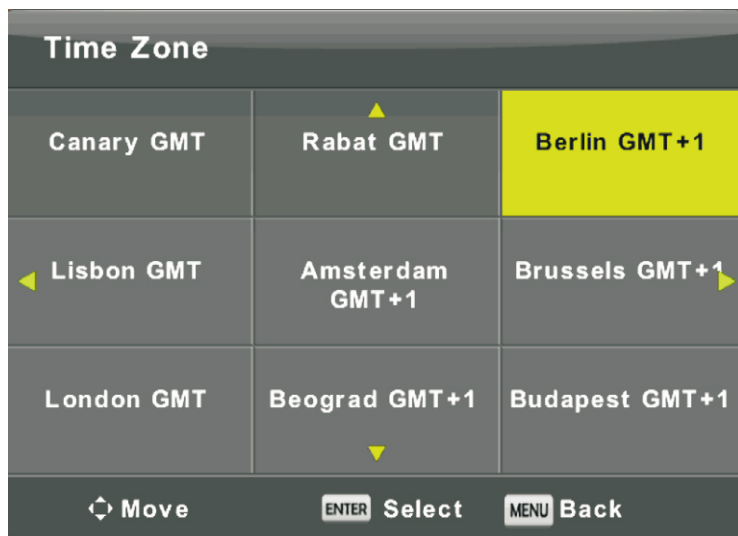 Time Zone
Canary GMT
Rabat GMT
Berlin GMT+1
Lisbon GMT
Amsterdam
GMT+1
Brussels GMT+1
London GMT
Beograd GMT+1
Budapest GMT+1
Move
ENTER Select
MENU Back